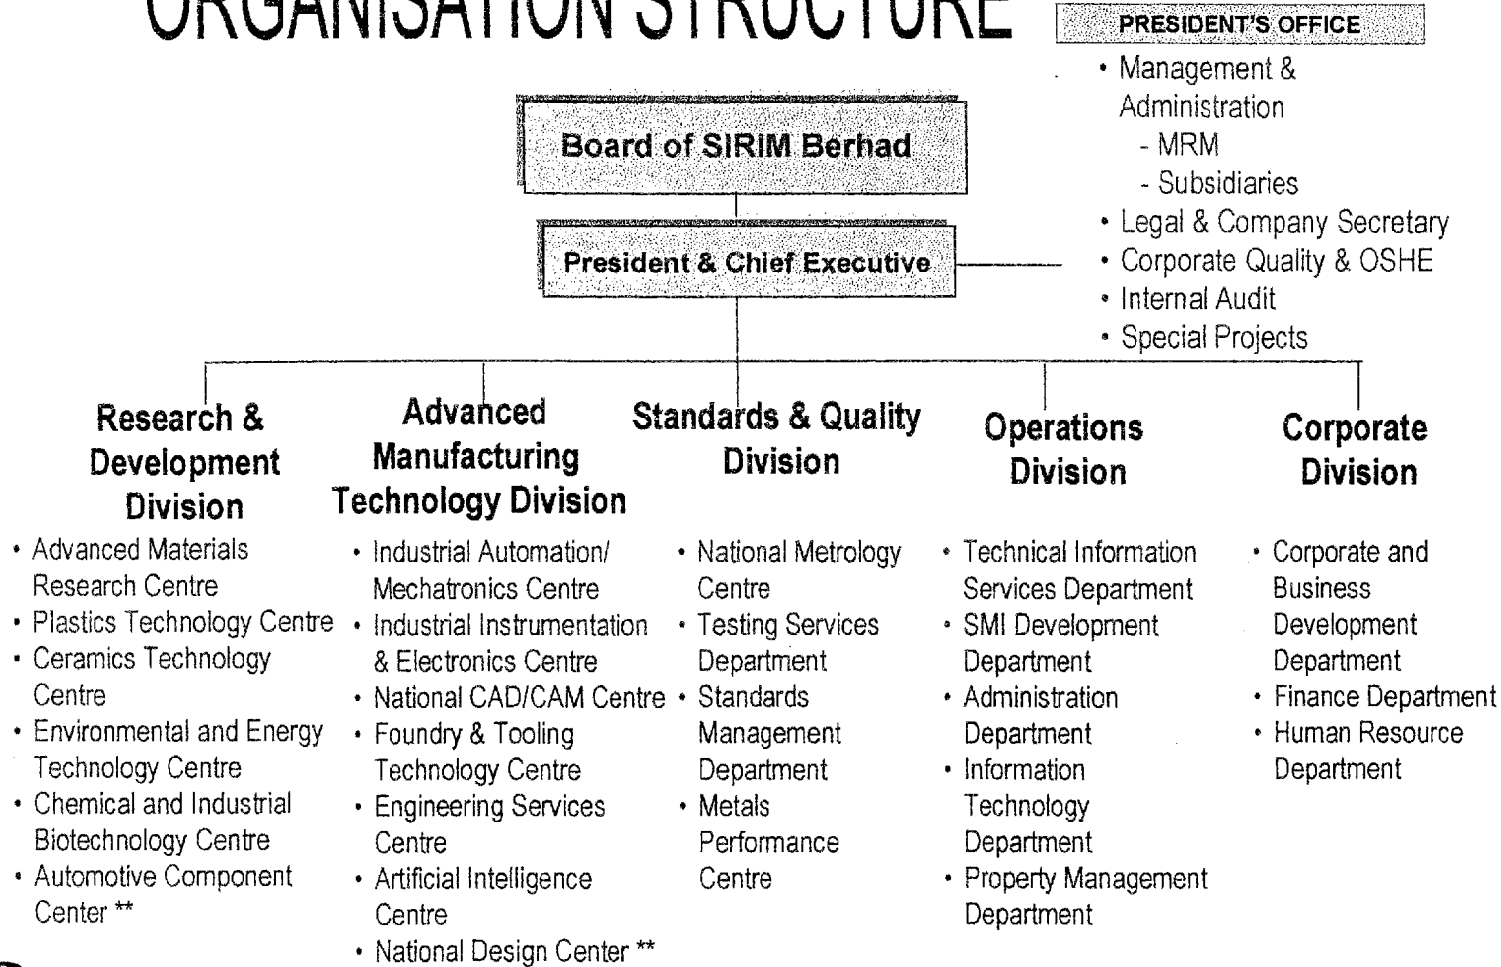 ORGANISATION STRUCTURE
PRESIDENT'S OFFICE
• Management &
Administration
- MRM
- Subsidiaries
• Legal & Company Secretary
• Corporate Quality & OSHE
• Internal Audit
• Special Projects
Board of SIRIM Berhad
President & Chief Executive
Research &
Development
Division
• Advanced Materials
Research Centre
• Plastics Technology Centre
• Ceramics Technology
Centre
• Environmental and Energy
Technology Centre
• Chemical and Industrial
Biotechnology Centre
• Automotive Component
Center **
Advanced
Manufacturing
Technology Division
• Industrial Automation/
Mechatronics Centre
• Industrial Instrumentation
& Electronics Centre
• National CAD/CAM Centre
• Foundry & Tooling
Technology Centre
• Engineering Services
Centre
• Artificial Intelligence
Centre
• National Design Center **
Standards & Quality
Division
• National Metrology
Centre
• Testing Services
Department
• Standards
Management
Department
• Metals
Performance
Centre
Operations
Division
• Technical Information
Services Department
• SMI Development
Department
• Administration
Department
• Information
Technology
Department
• Property Management
Department
Corporate
Division
• Corporate and
Business
Development
Department
• Finance Department
• Human Resource
Department